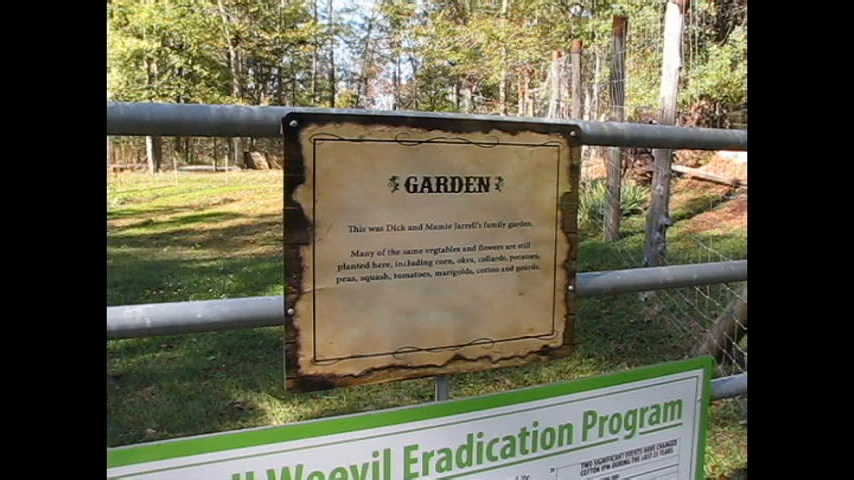 GARDEN
This was Dick and Mamie Jarrell's family garden.
Many of the same vegtables and flowers are still
planted here, including corn, okra, collards, potatoes,
peas, squash, tomatoes, marigolds, cotton and gourds.
Weevil Eradication Program
TWO SIGNIFICANT EVENTS HAVE CHANGED
COTTON IPM DURING THE LAST 25 YEARS